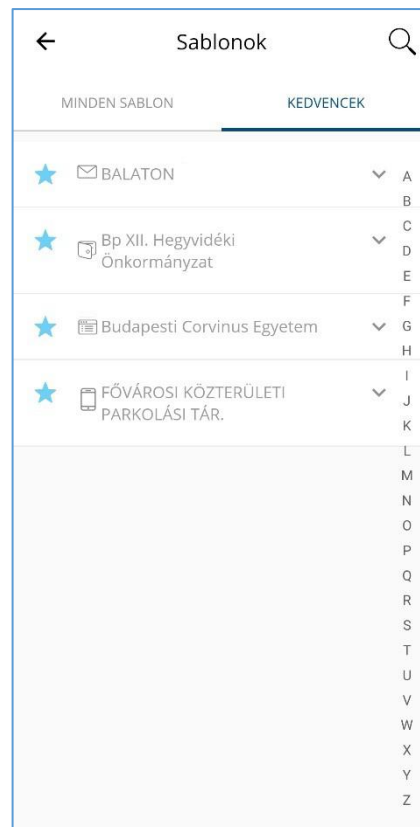 Sablonok
MINDEN SABLON
KEDVENCEK
BALATON
Bp XII. Hegyvidéki
Önkormányzat
Budapesti Corvinus Egyetem
FŐVÁROSI KÖZTERÜLETI
PARKOLÁSI TÁR.
A
B
C
D
E
F
G
H
I
J
K
L
M
N
O
P
Q
R
S
T
U
V
W
X
Y
Z